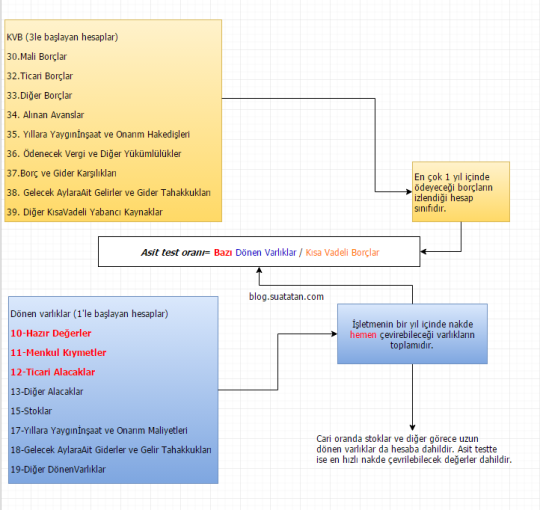 KVB (3le başlayan hesaplar)
30.Mali Borçlar
32.Ticari Borçlar
33.Diğer Borçlar
34. Alınan Avanslar
35. Yıllara Yaygınİnşaat ve Onarım Hakedişleri
36. Ödenecek Vergi ve Diğer Yükümlülükler
37.Borç ve Gider Karşılıkları
38. Gelecek AylaraAit Gelirler ve Gider Tahakkukları
39. Diğer KısaVadeli Yabancı Kaynaklar
En çok 1 yıl içinde
ödeyeceği borçların
izlendiği hesap
sınıfıdır.
Asit test oranı= Bazı Dönen Varlıklar / Kısa Vadeli Borçlar
blog.suatatan.com
Dönen varlıklar (1'le başlayan hesaplar)
10-Hazır Değerler
11-Menkul Kıymetler
12-Ticari Alacaklar
13-Diğer Alacaklar
15-Stoklar
17-Yıllara Yaygınİnşaat ve Onarım Maliyetleri
18-Gelecek AylaraAit Giderler ve Gelir Tahakkukları
19-Diğer DönenVarlıklar
İşletmenin bir yıl içinde nakde
hemen çevirebileceği varlıkların
toplamıdır.
Cari oranda stoklar ve diğer görece uzun
dönen varlıklar da hesaba dahildir. Asit testte
ise en hızlı nakde çevrilebilecek değerler dahildir.